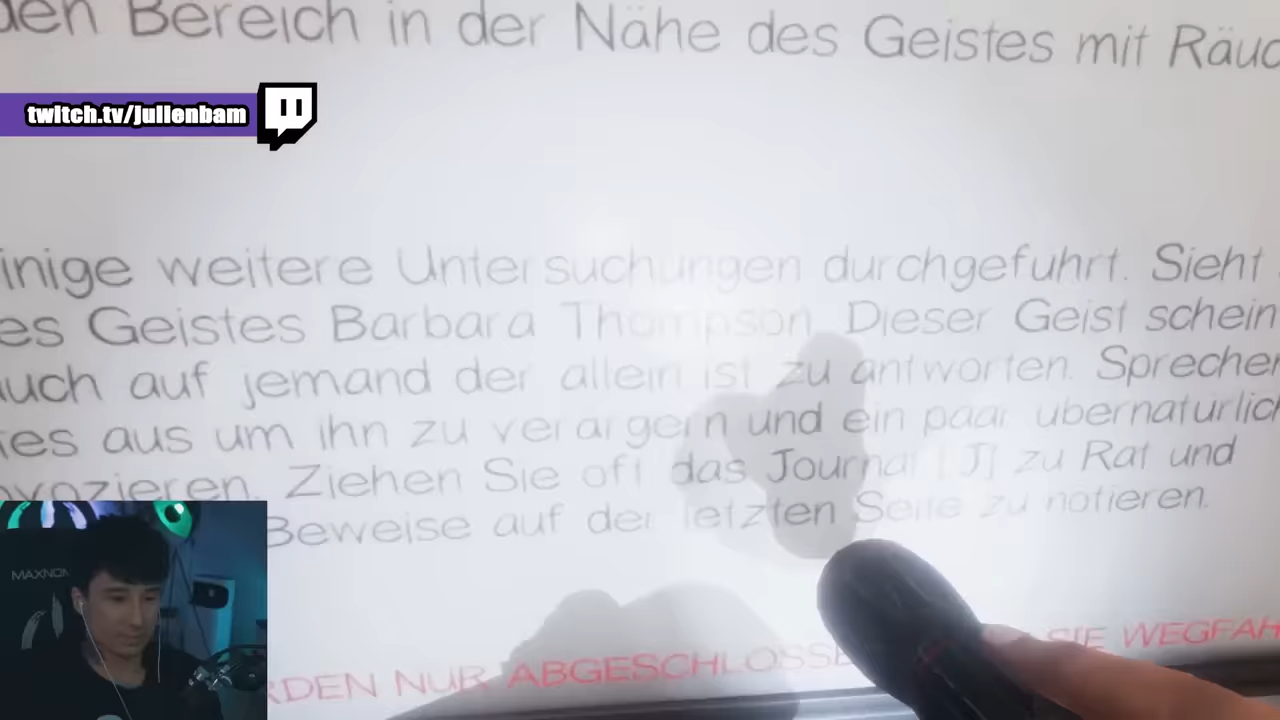 den Bereich in der Nähe des Geistes mit Räuc
twitch.tv/julienbam
inige weitere Untersuchungen durchgefuhrt. Sieht
es Geistes Barbara Thompson. Dieser Geist schein
auch auf jemand der allein ist zu antworten. Sprechen
ies aus um ihn zu verargern und ein paar ubernaturlich
ovozieren. Ziehen Sie oft das Journal [J] zu Rat und
Beweise auf der letzten Seite zu notieren.
RDEN NUR ABGESCHLOSSE SIE WEGFAH
MAXNOM